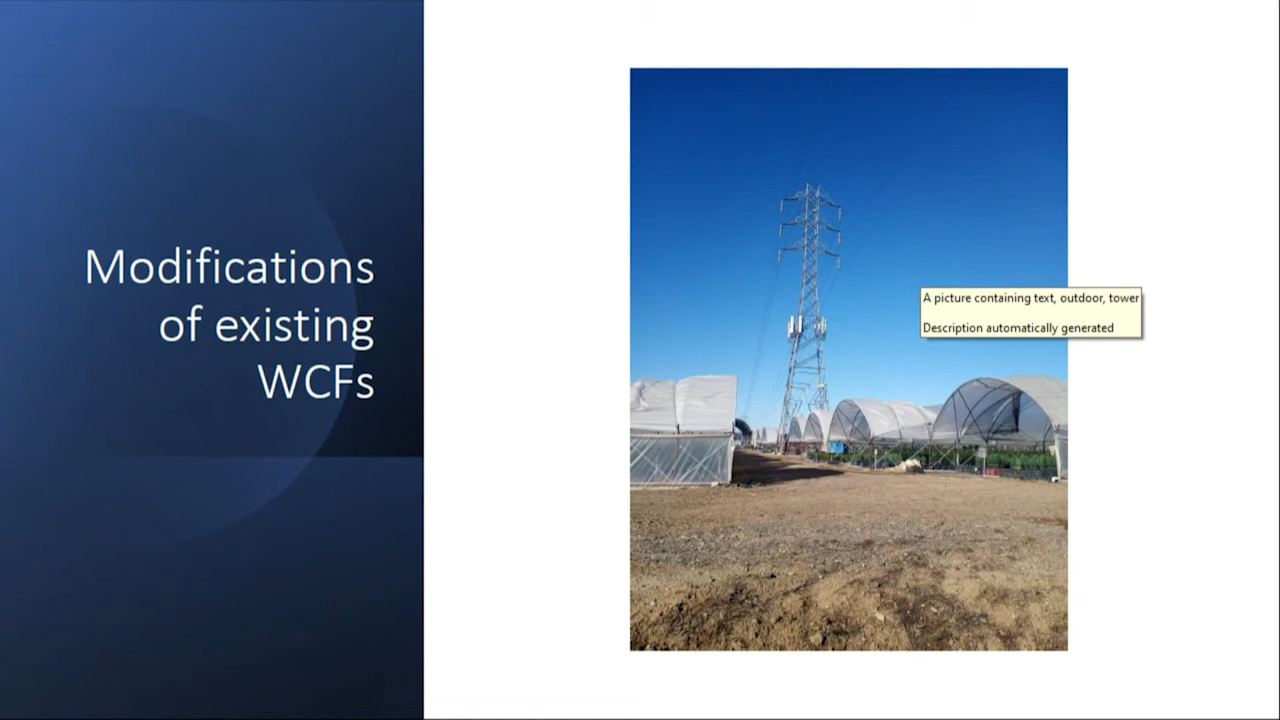 Modifications
of existing
WCFs
A picture containing text, outdoor, tower
Description automatically generated